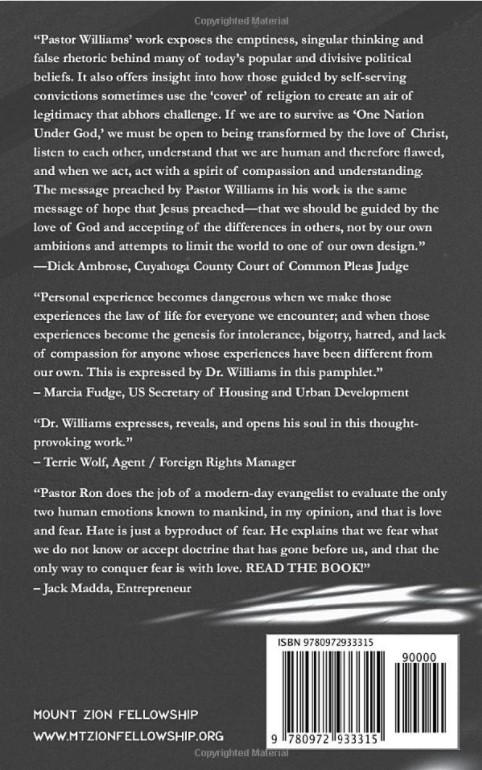 Copyrighted Material
“Pastor Williams’ work exposes the emptiness, singular thinking and
false rhetoric behind many of today’s popular and divisive political
beliefs. It also offers insight into how those guided by self-serving
convictions sometimes use the ‘cover’ of religion to create an air of
legitimacy that abhors challenge. If we are to survive as ‘One Nation
Under God,’ we must be open to being transformed by the love of Christ,
listen to each other, understand that we are human and therefore flawed,
and when we act, act with a spirit of compassion and understanding.
The message preached by Pastor Williams in his work is the same
message of hope that Jesus preached—that we should be guided by the
love of God and accepting of the differences in others, not by our own
ambitions and attempts to limit the world to one of our own design.”
—Dick Ambrose, Cuyahoga County Court of Common Pleas Judge
“Personal experience becomes dangerous when we make those
experiences the law of life for everyone we encounter; and when those
experiences become the genesis for intolerance, bigotry, hatred, and lack
of compassion for anyone whose experiences have been different from
our own. This is expressed by Dr. Williams in this pamphlet.”
– Marcia Fudge, US Secretary of Housing and Urban Development
“Dr. Williams expresses, reveals, and opens his soul in this thought-
provoking work.”
– Terrie Wolf, Agent / Foreign Rights Manager
“Pastor Ron does the job of a modern-day evangelist to evaluate the only
two human emotions known to mankind, in my opinion, and that is love
and fear. Hate is just a byproduct of fear. He explains that we fear what
we do not know or accept doctrine that has gone before us, and that the
only way to conquer fear is with love. READ THE BOOK!”
– Jack Madda, Entrepreneur
ISBN 9780972933315
90000
9 780972 933315
MOUNT ZION FELLOWSHIP
WWW.MTZIONFELLOWSHIP.ORG
Copyrighted Material